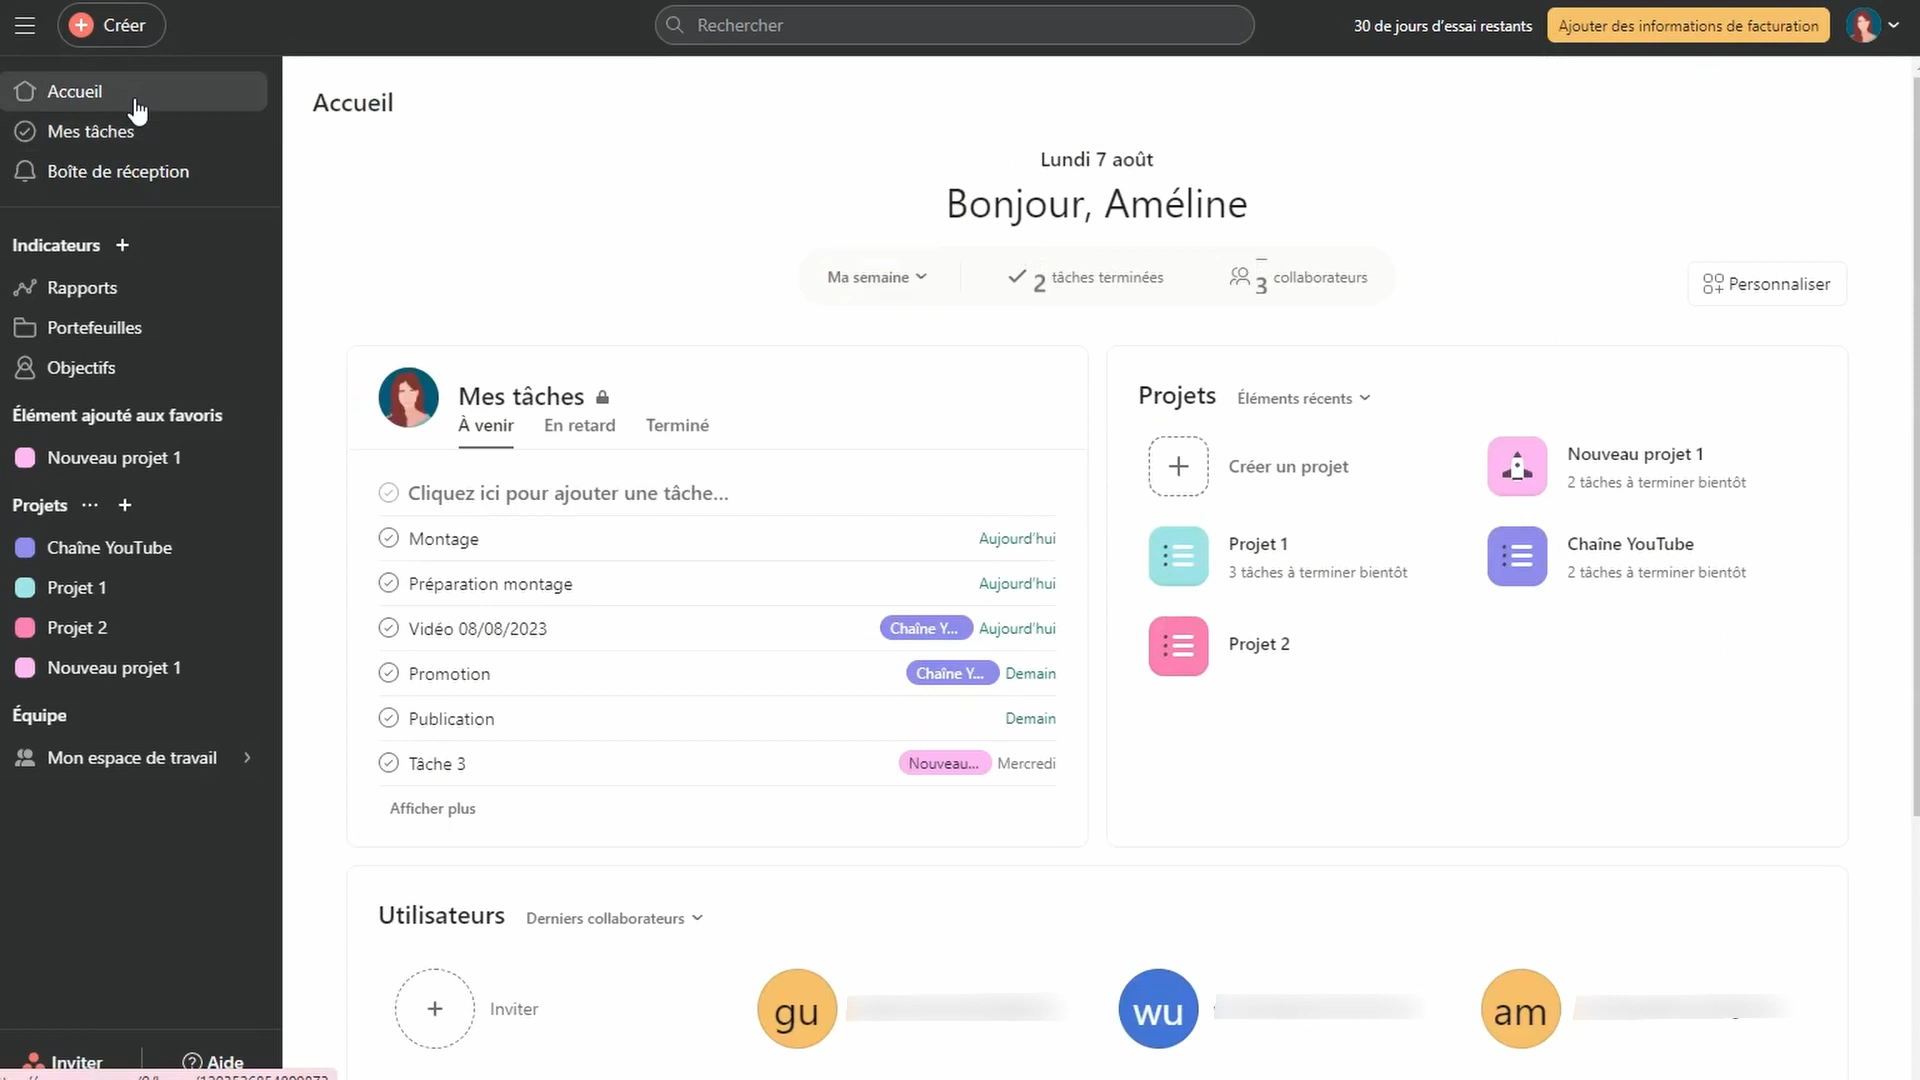 Créer
Rechercher
30 de jours d'essai restants
Ajouter des informations de facturation
Accueil
Mes tâches
Boîte de réception
Indicateurs +
Rapports
Portefeuilles
Objectifs
Élément ajouté aux favoris
Nouveau projet 1
Projets ... +
Chaîne YouTube
Projet 1
Projet 2
Nouveau projet 1
Équipe
Mon espace de travail
Inviter
Aide
Accueil
Lundi 7 août
Bonjour, Améline
Ma semaine
2 tâches terminées
3 collaborateurs
Personnaliser
Mes tâches
À venir En retard Terminé
Cliquez ici pour ajouter une tâche...
Montage Aujourd'hui
Préparation montage Aujourd'hui
Vidéo 08/08/2023 Chaîne Y... Aujourd'hui
Promotion Chaîne Y... Demain
Publication Demain
Tâche 3 Nouveau... Mercredi
Afficher plus
Projets Éléments récents
Créer un projet
Nouveau projet 1
2 tâches à terminer bientôt
Projet 1
3 tâches à terminer bientôt
Chaîne YouTube
2 tâches à terminer bientôt
Projet 2
Utilisateurs Derniers collaborateurs
Inviter
gu
wu
am